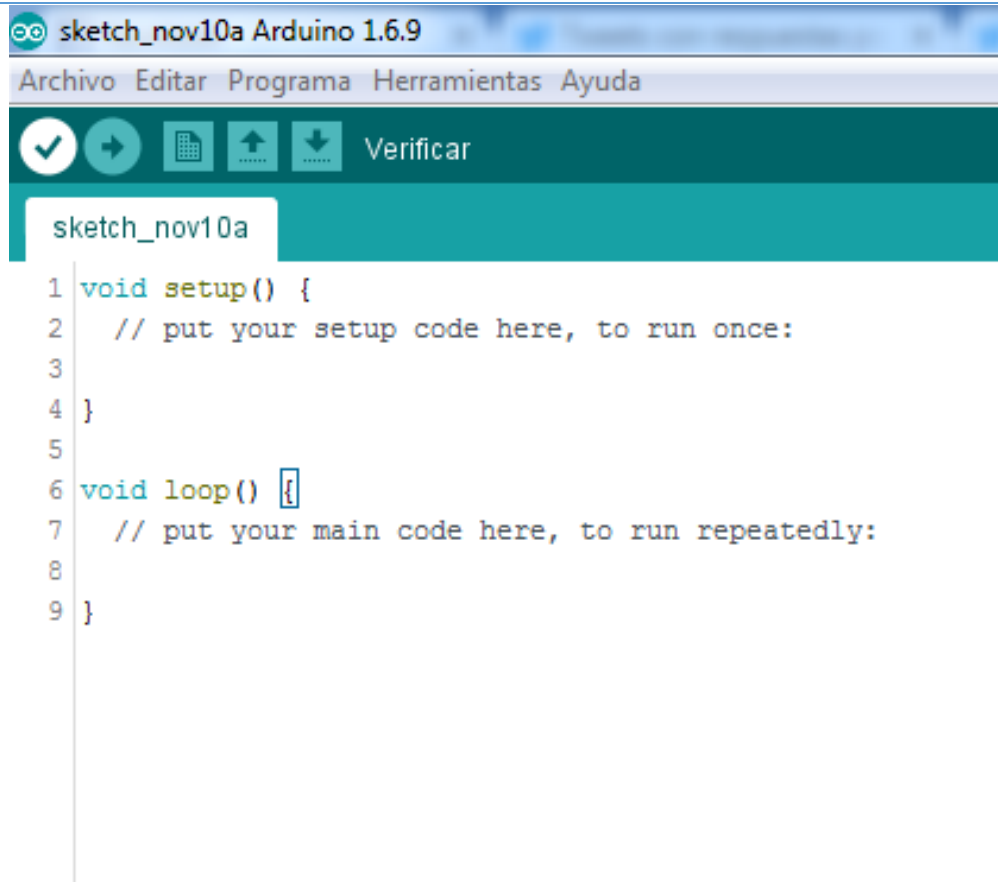 sketch_nov10a Arduino 1.6.9
Archivo Editar Programa Herramientas Ayuda
Verificar
sketch_nov10a
1 void setup() {
2 // put your setup code here, to run once:
3
4 }
5
6 void loop() {
7 // put your main code here, to run repeatedly:
8
9 }